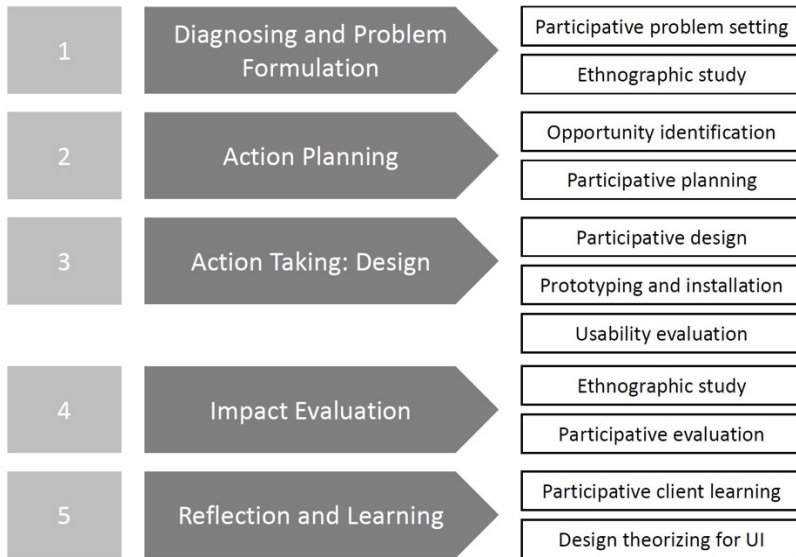 1
Diagnosing and Problem
Formulation
Participative problem setting
Ethnographic study
2
Action Planning
Opportunity identification
Participative planning
3
Action Taking: Design
Participative design
Prototyping and installation
Usability evaluation
4
Impact Evaluation
Ethnographic study
Participative evaluation
5
Reflection and Learning
Participative client learning
Design theorizing for UI